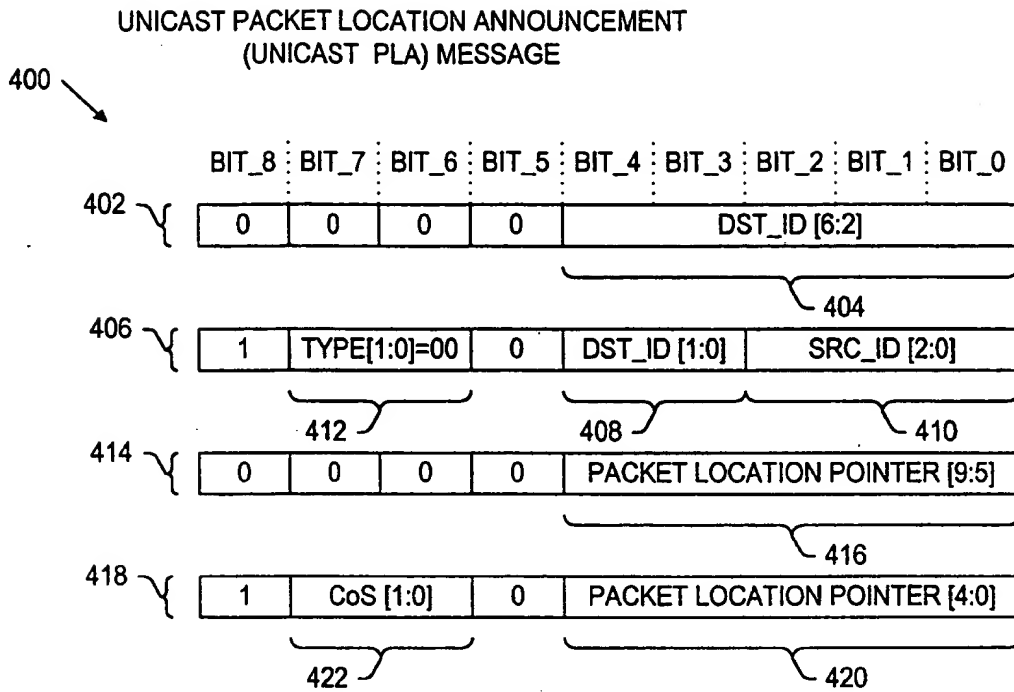 UNICAST PACKET LOCATION ANNOUNCEMENT
(UNICAST PLA) MESSAGE
400
BIT_8 BIT_7 BIT_6 BIT_5 BIT_4 BIT_3 BIT_2 BIT_1 BIT_0
402 0 0 0 0 DST_ID [6:2]
404
406 1 TYPE[1:0]=00 0 DST_ID [1:0] SRC_ID [2:0]
412 408 410
414 0 0 0 0 PACKET LOCATION POINTER [9:5]
416
418 1 CoS [1:0] 0 PACKET LOCATION POINTER [4:0]
422 420